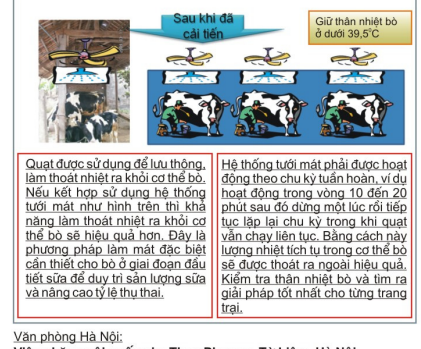 Sau khi đã
cải tiến
Giữ thân nhiệt bò
ở dưới 39,5°C
Quạt được sử dụng để lưu thông,
làm thoát nhiệt ra khỏi cơ thể bò.
Nếu kết hợp sử dụng hệ thống
tưới mát như hình trên thì khả
năng làm thoát nhiệt ra khỏi cơ
thể bò sẽ hiệu quả hơn. Đây là
phương pháp làm mát đặc biệt
cần thiết cho bò ở giai đoạn đầu
tiết sữa để duy trì sản lượng sữa
và nâng cao tỷ lệ thụ thai.
Hệ thống tưới mát phải được hoạt
động theo chu kỳ tuần hoàn, ví dụ
hoạt động trong vòng 10 đến 20
phút sau đó dừng một lúc rồi tiếp
tục lặp lại chu kỳ trong khi quạt
vẫn chạy liên tục. Bằng cách này
lượng nhiệt tích tụ trong cơ thể bò
sẽ được thoát ra ngoài hiệu quả.
Kiểm tra thân nhiệt bò và tìm ra
giải pháp tốt nhất cho từng trang
trại.
Văn phòng Hà Nội: